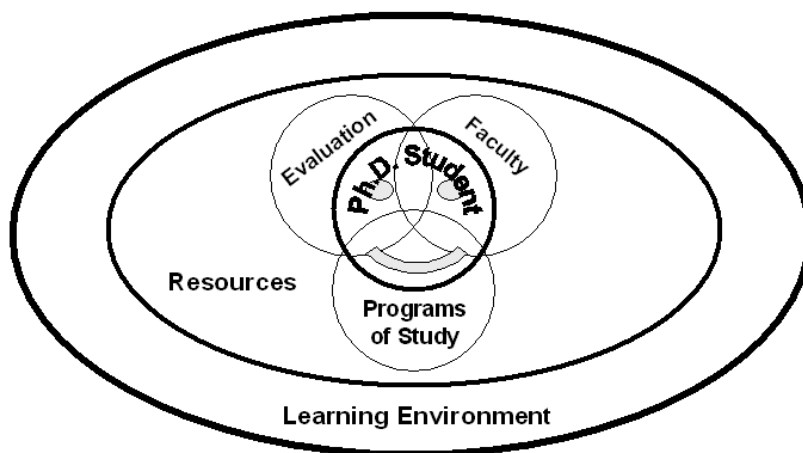 Evaluation
Faculty
Ph.D. Student
Resources
Programs
of Study
Learning Environment